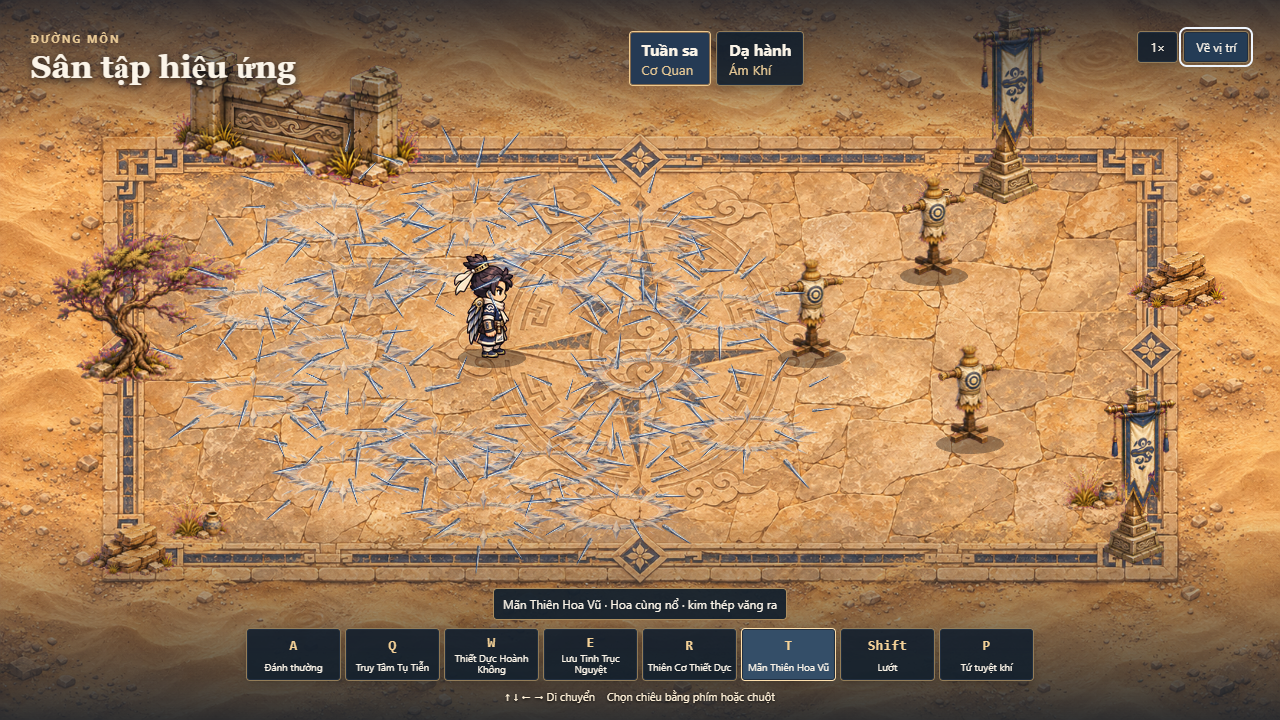 ĐƯỜNG MÔN
Sân tập hiệu ứng
Tuần sa
Cơ Quan
Dạ hành
Ám Khí
1×
Về vị trí
Mãn Thiên Hoa Vũ · Hoa cùng nổ · kim thép văng ra
A
Đánh thường
Q
Truy Tâm Tụ Tiễn
W
Thiết Dực Hoành
Không
E
Lưu Tinh Trục
Nguyệt
R
Thiên Cơ Thiết Dực
T
Mãn Thiên Hoa Vũ
Shift
Lướt
P
Tứ tuyệt khí
↑ ↓ ← → Di chuyển Chọn chiêu bằng phím hoặc chuột